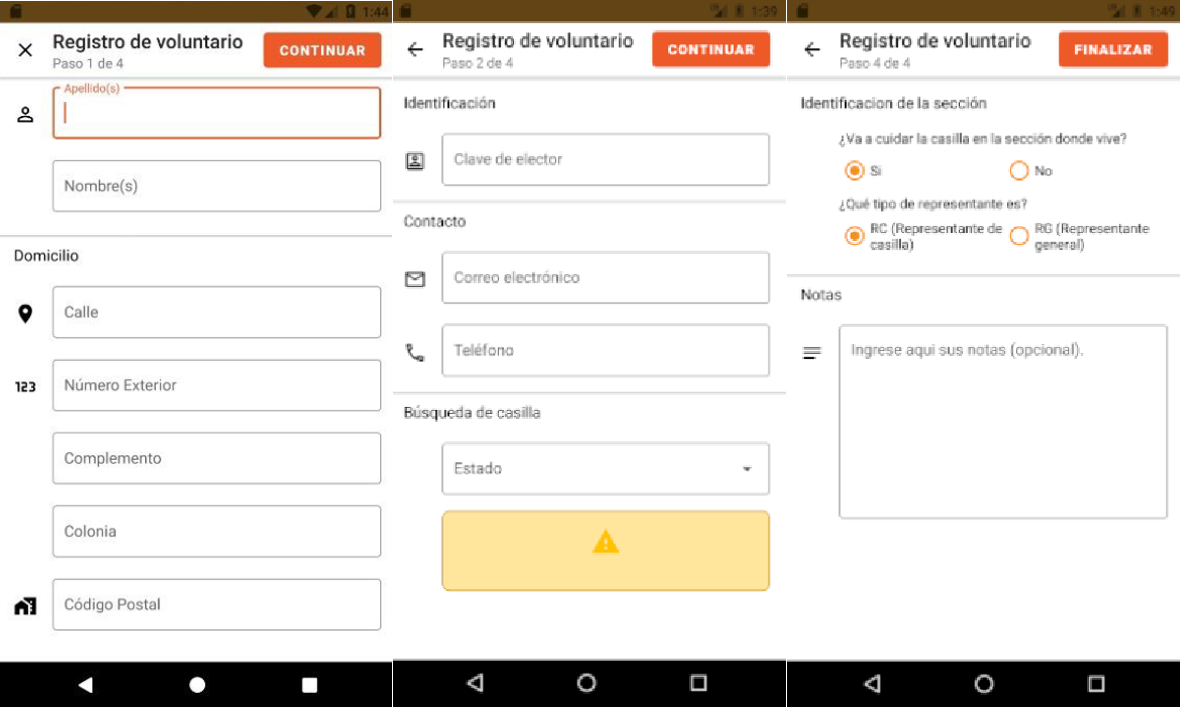 1:44
Registro de voluntario
Paso 1 de 4
CONTINUAR
Apellido(s)
Nombre(s)
Domicilio
Calle
123
Número Exterior
Complemento
Colonia
Código Postal
1:39
Registro de voluntario
Paso 2 de 4
CONTINUAR
Identificación
Clave de elector
Contacto
Correo electrónico
Teléfono
Búsqueda de casilla
Estado
1:49
Registro de voluntario
Paso 4 de 4
FINALIZAR
Identificacion de la sección
¿Va a cuidar la casilla en la sección donde vive?
Si
No
¿Qué tipo de representante es?
RC (Representante de
casilla)
RG (Representante
general)
Notas
Ingrese aqui sus notas (opcional).